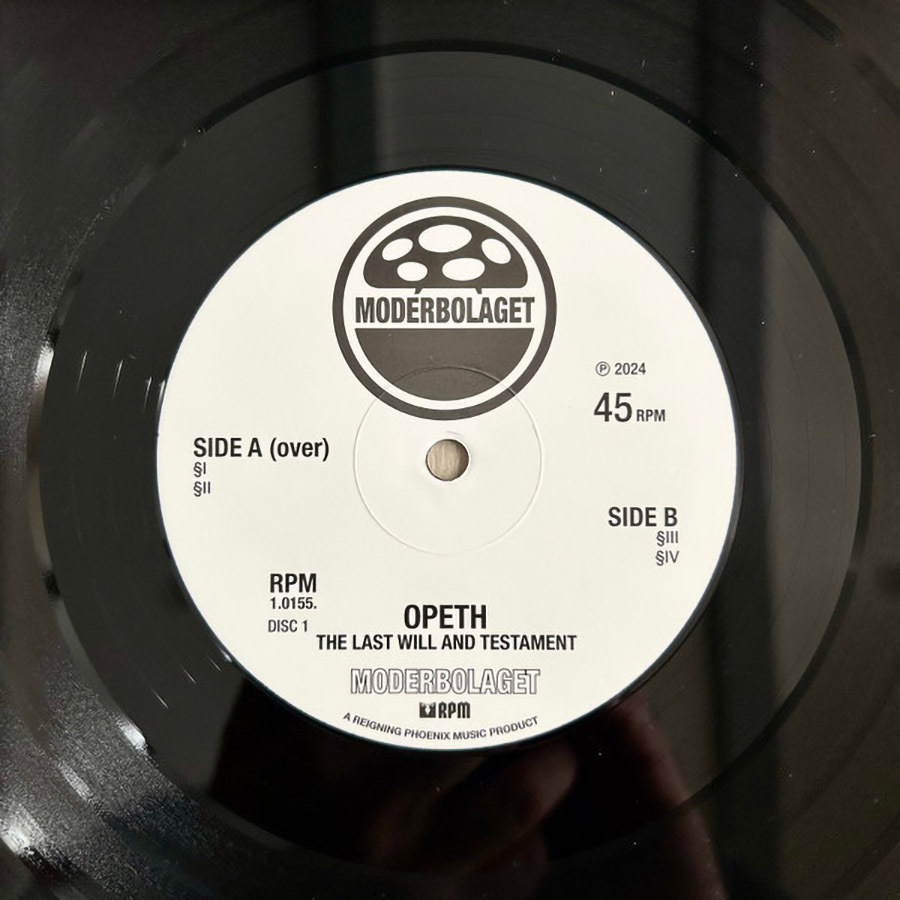 MODÉRBOLÀGET
℗ 2024
45 RPM
SIDE A (over)
§I
§II
SIDE B
§III
§IV
RPM
1.0155.
DISC 1
OPETH
THE LAST WILL AND TESTAMENT
MODERBOLAGET
RPM
A REIGNING PHOENIX MUSIC PRODUCT